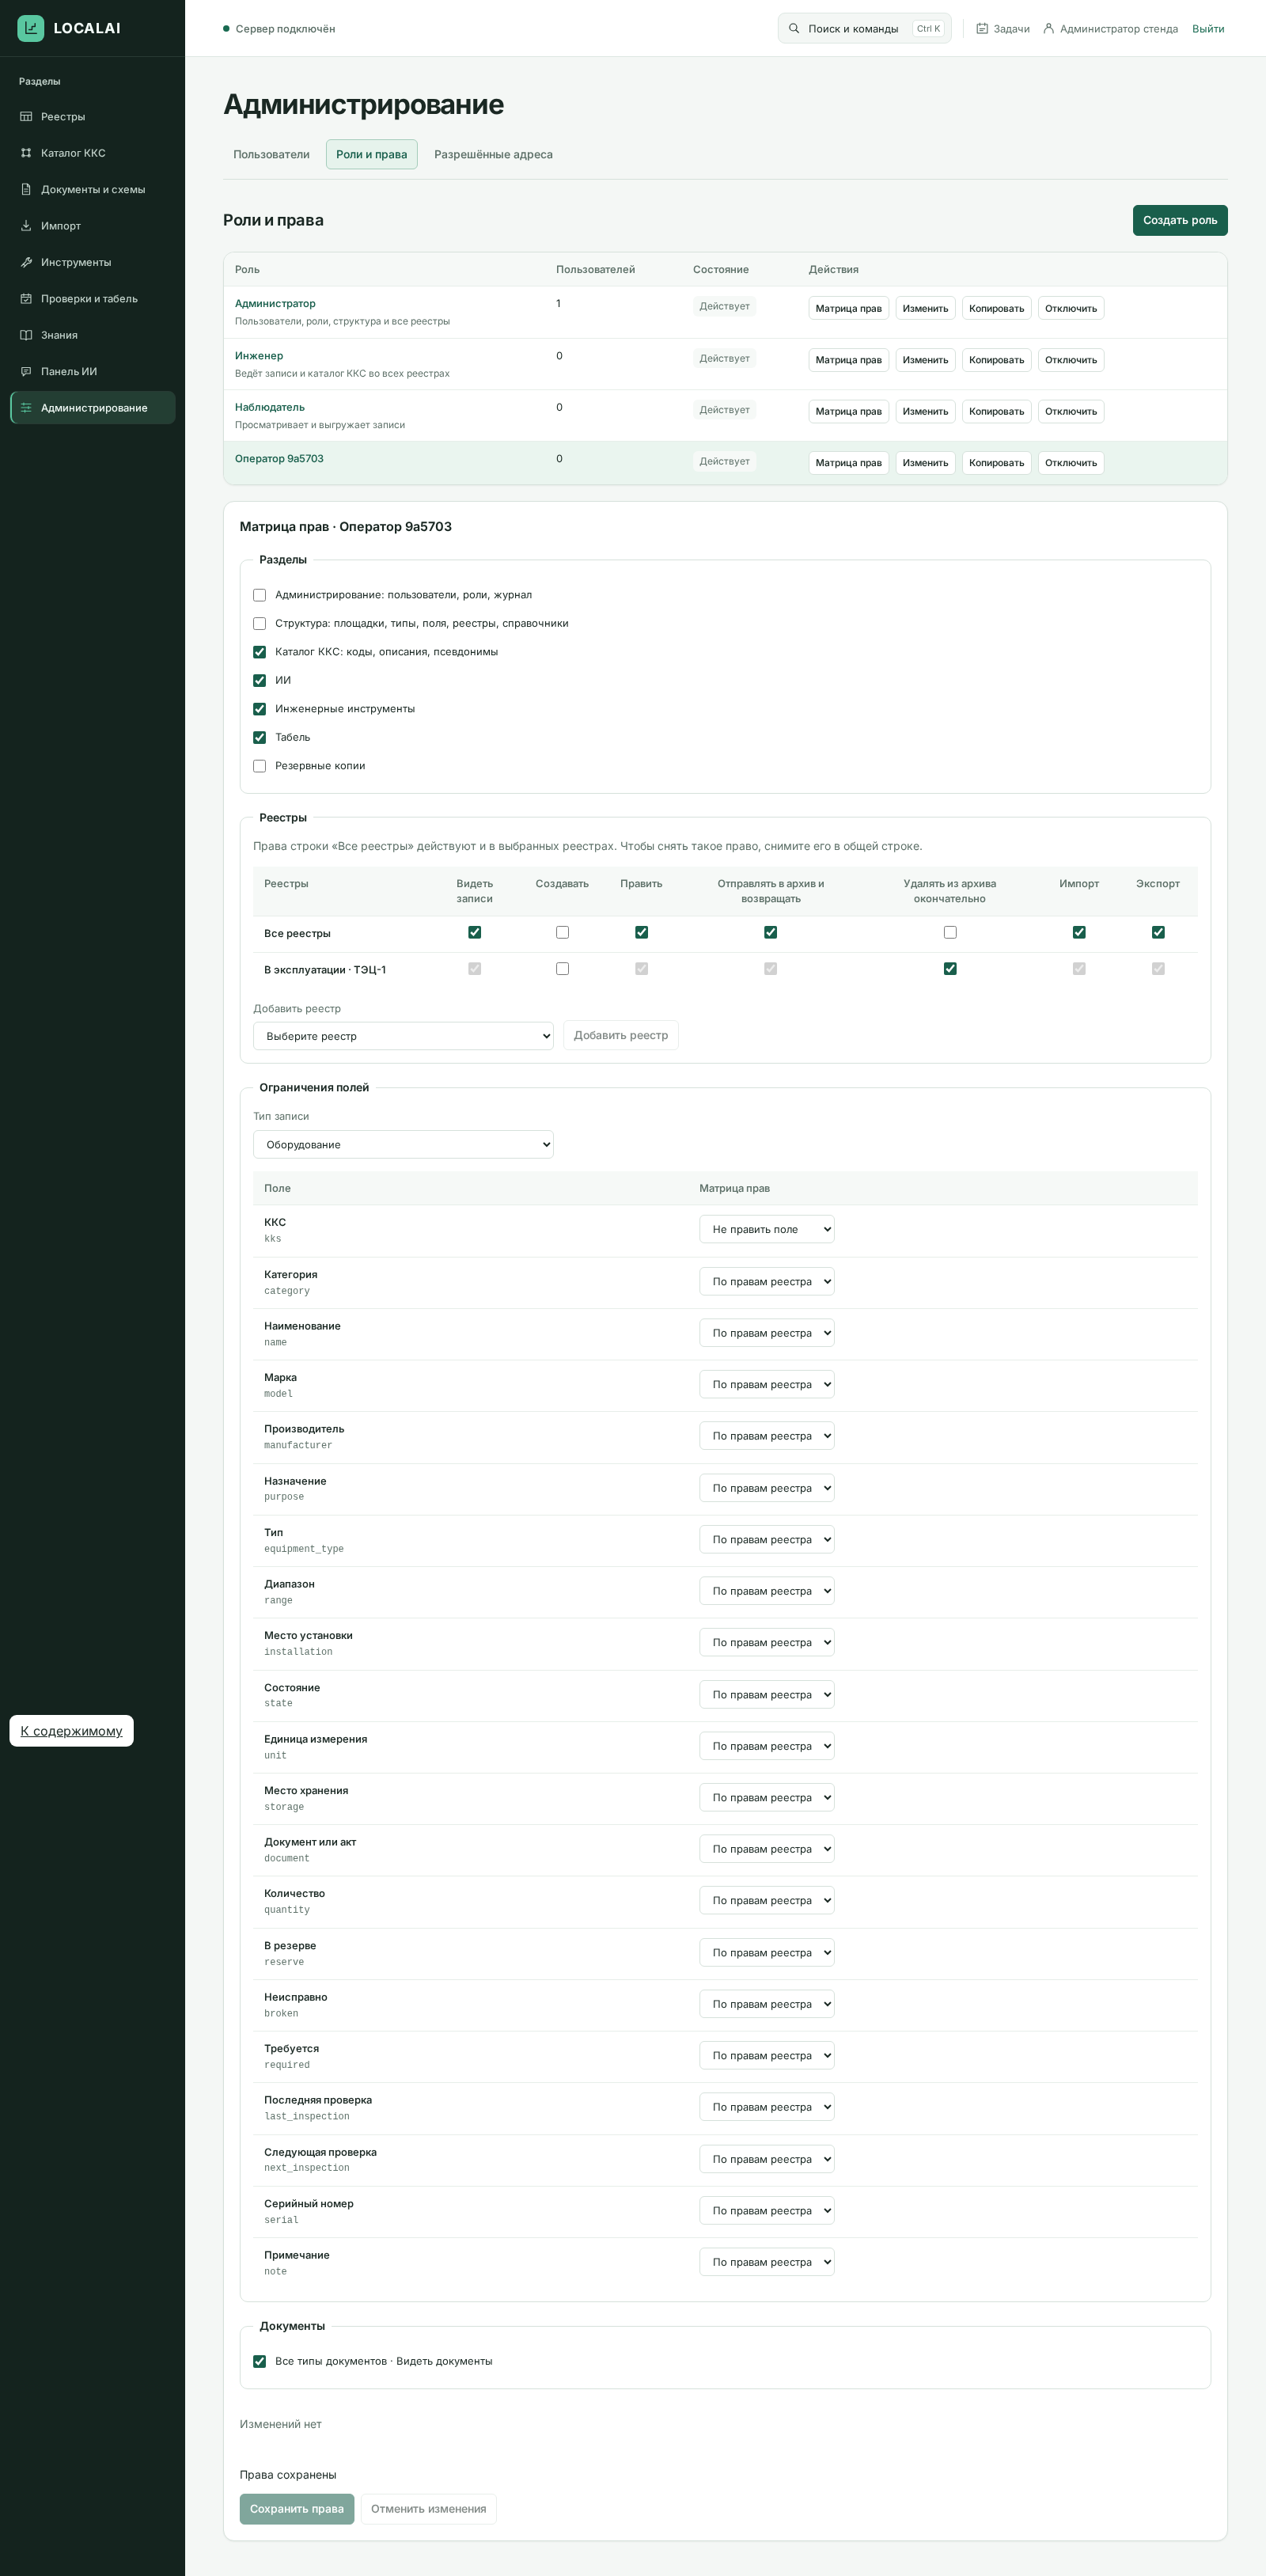 LOCALAI
Сервер подключён
Поиск и команды
Ctrl K
Задачи
Администратор стенда
Выйти
Разделы
Реестры
Каталог ККС
Документы и схемы
Импорт
Инструменты
Проверки и табель
Знания
Панель ИИ
Администрирование
К содержимому
Администрирование
Пользователи
Роли и права
Разрешённые адреса
Роли и права
Создать роль
Роль Пользователей Состояние Действия
Администратор 1 Действует Матрица прав Изменить Копировать Отключить
Пользователи, роли, структура и все реестры
Инженер 0 Действует Матрица прав Изменить Копировать Отключить
Ведёт записи и каталог ККС во всех реестрах
Наблюдатель 0 Действует Матрица прав Изменить Копировать Отключить
Просматривает и выгружает записи
Оператор 9a5703 0 Действует Матрица прав Изменить Копировать Отключить
Матрица прав · Оператор 9a5703
Разделы
Администрирование: пользователи, роли, журнал
Структура: площадки, типы, поля, реестры, справочники
Каталог ККС: коды, описания, псевдонимы
ИИ
Инженерные инструменты
Табель
Резервные копии
Реестры
Права строки «Все реестры» действуют и в выбранных реестрах. Чтобы снять такое право, снимите его в общей строке.
Реестры Видеть записи Создавать Править Отправлять в архив и возвращать Удалять из архива окончательно Импорт Экспорт
Все реестры
В эксплуатации · ТЭЦ-1
Добавить реестр
Выберите реестр
Добавить реестр
Ограничения полей
Тип записи
Оборудование
Поле Матрица прав
ККС
kks
Не править поле
Категория
category
По правам реестра
Наименование
name
По правам реестра
Марка
model
По правам реестра
Производитель
manufacturer
По правам реестра
Назначение
purpose
По правам реестра
Тип
equipment_type
По правам реестра
Диапазон
range
По правам реестра
Место установки
installation
По правам реестра
Состояние
state
По правам реестра
Единица измерения
unit
По правам реестра
Место хранения
storage
По правам реестра
Документ или акт
document
По правам реестра
Количество
quantity
По правам реестра
В резерве
reserve
По правам реестра
Неисправно
broken
По правам реестра
Требуется
required
По правам реестра
Последняя проверка
last_inspection
По правам реестра
Следующая проверка
next_inspection
По правам реестра
Серийный номер
serial
По правам реестра
Примечание
note
По правам реестра
Документы
Все типы документов · Видеть документы
Изменений нет
Права сохранены
Сохранить права
Отменить изменения